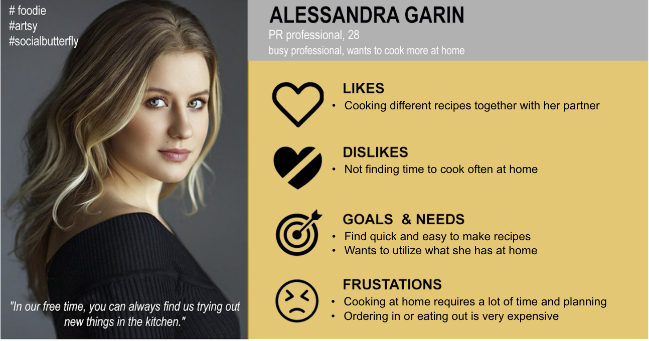 # foodie
#artsy
#socialbutterfly
"In our free time, you can always find us trying out
new things in the kitchen."
ALESSANDRA GARIN
PR professional, 28
busy professional, wants to cook more at home
LIKES
• Cooking different recipes together with her partner
DISLIKES
• Not finding time to cook often at home
GOALS & NEEDS
• Find quick and easy to make recipes
• Wants to utilize what she has at home
FRUSTATIONS
• Cooking at home requires a lot of time and planning
• Ordering in or eating out is very expensive